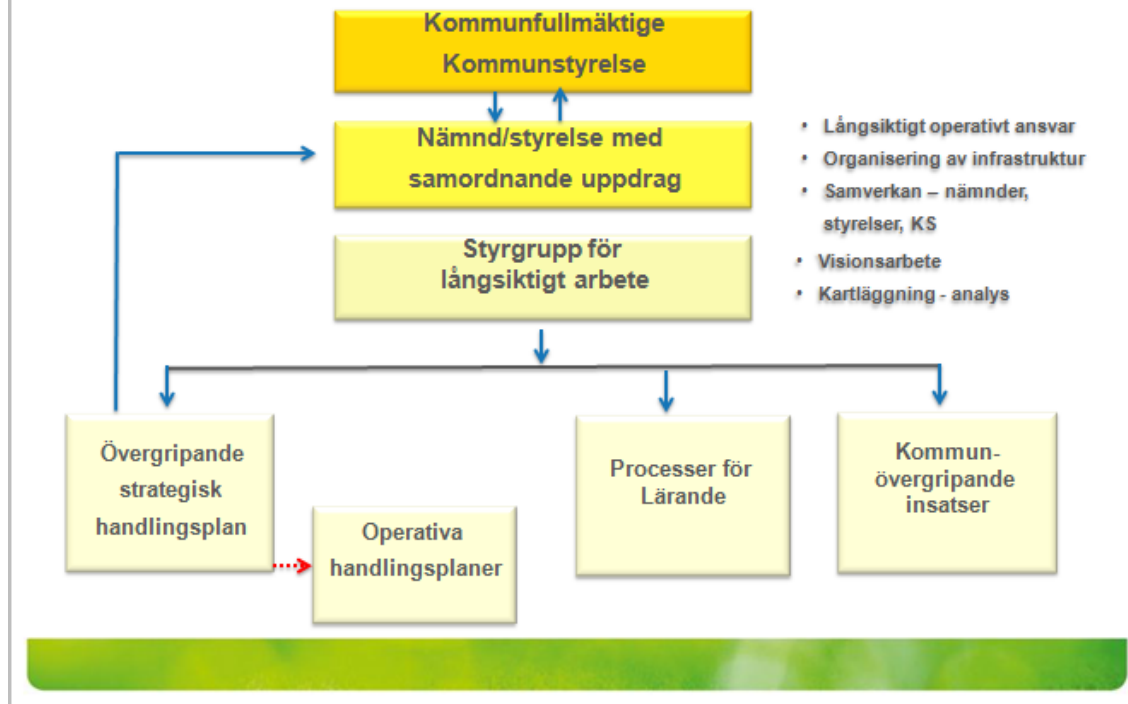 Kommunfullmäktige
Kommunstyrelse
Nämnd/styrelse med
samordnande uppdrag
Styrgrupp för
långsiktigt arbete
• Långsiktigt operativt ansvar
• Organisering av infrastruktur
• Samverkan – nämnder,
styrelser, KS
• Visionsarbete
• Kartläggning - analys
Övergripande
strategisk
handlingsplan
Operativa
handlingsplaner
Processer för
Lärande
Kommun-
övergripande
insatser